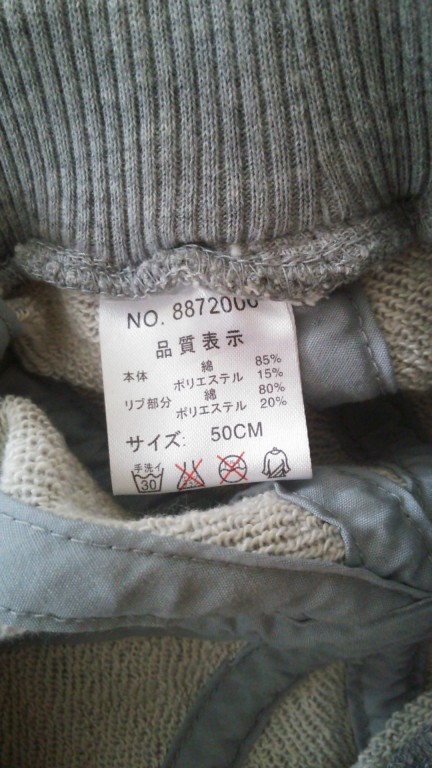 NO. 8872000
品質表示
本体 綿 85%
ポリエステル 15%
リブ部分 綿 80%
ポリエステル 20%
サイズ: 50CM
手洗イ
30